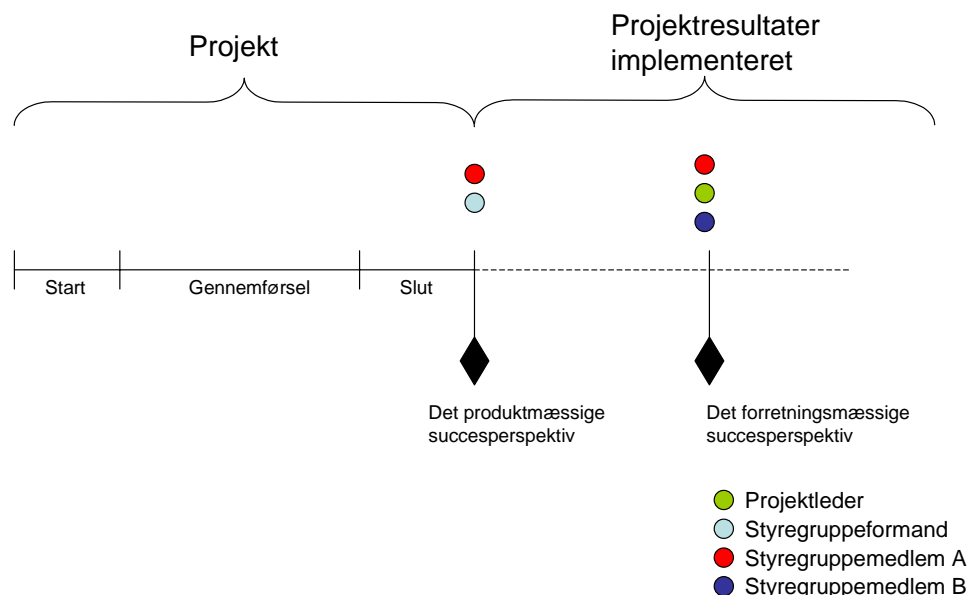 Projekt
Projektresultater
implementeret
Start
Gennemførsel
Slut
Det produktmæssige
succesperspektiv
Det forretningsmæssige
succesperspektiv
Projektleder
Styregruppeformand
Styregruppemedlem A
Styregruppemedlem B